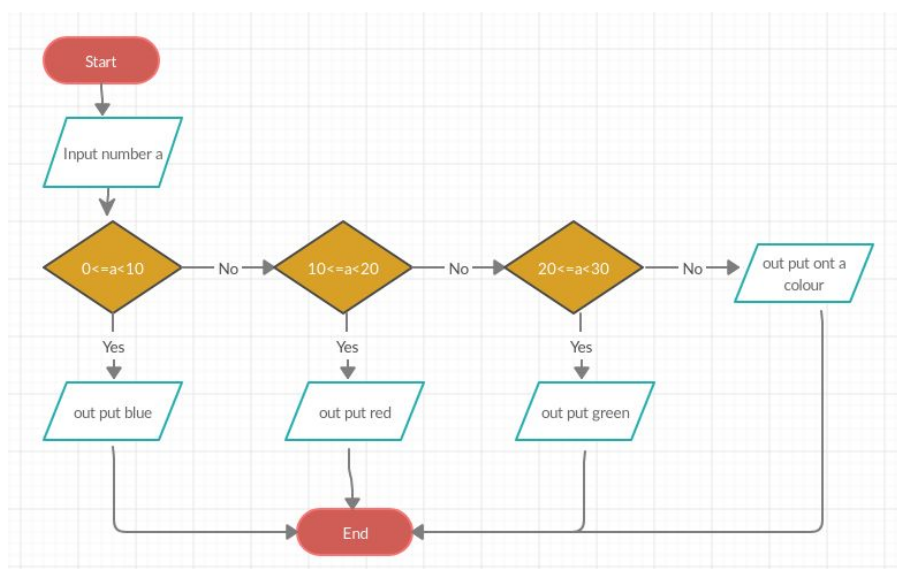 Start
Input number a
0<=a<10
No
10<=a<20
No
20<=a<30
No
out put ont a
colour
Yes
Yes
Yes
out put blue
out put red
out put green
End